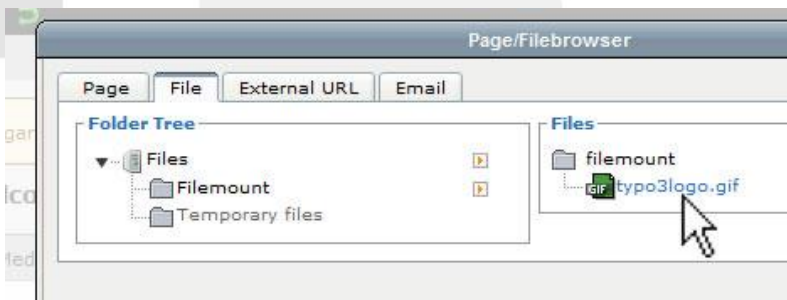 Page/Filebrowser
Page File External URL Email
Folder Tree
Files
Filemount
Temporary files
Files
filemount
GIF typo3logo.gif